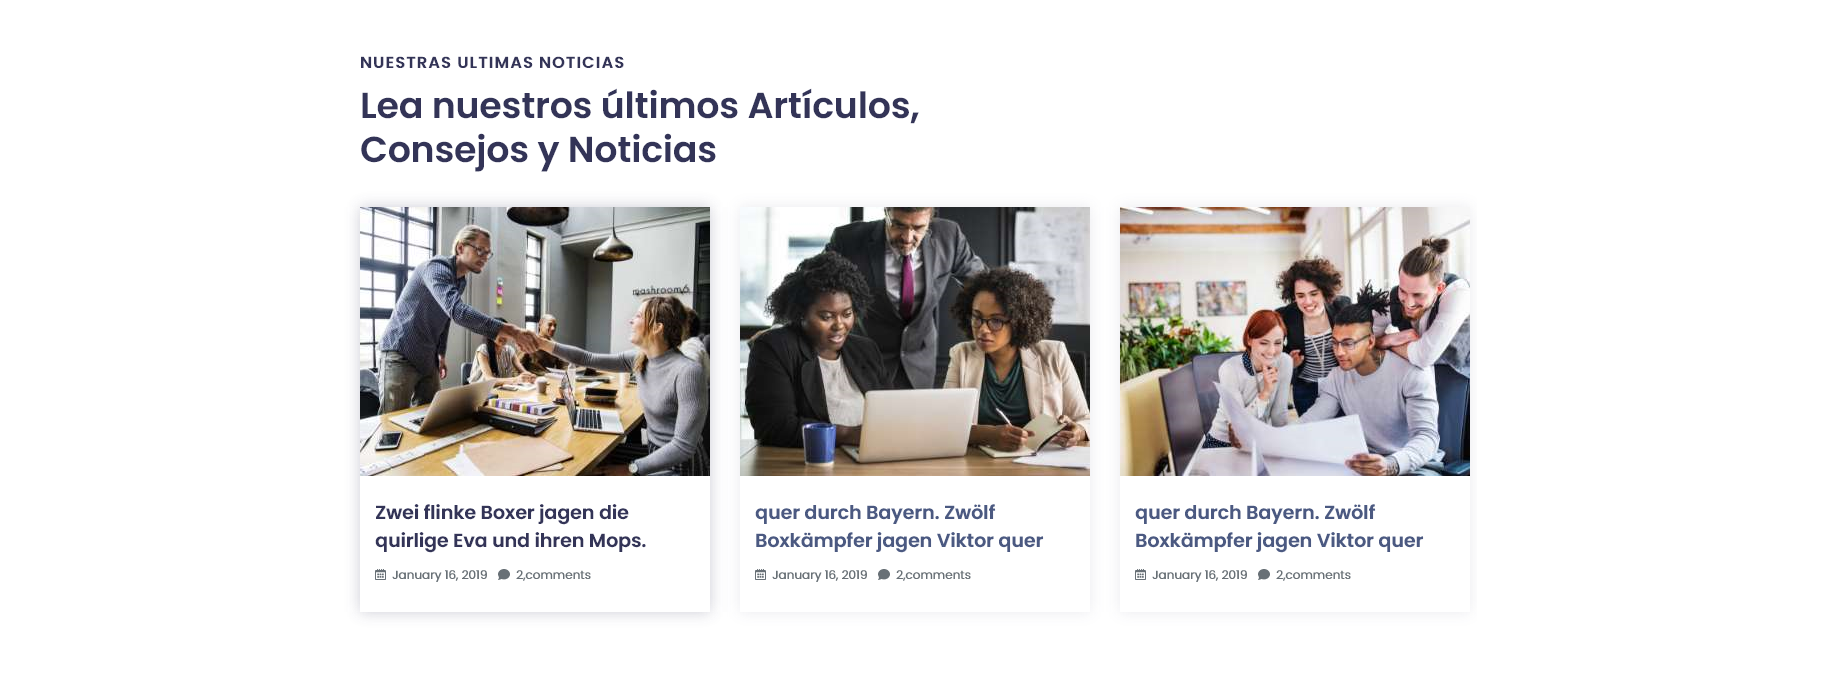 NUESTRAS ULTIMAS NOTICIAS
Lea nuestros últimos Artículos,
Consejos y Noticias
mashroom6
Zwei flinke Boxer jagen die
quirlige Eva und ihren Mops.
January 16, 2019 2,comments
quer durch Bayern. Zwölf
Boxkämpfer jagen Viktor quer
January 16, 2019 2,comments
quer durch Bayern. Zwölf
Boxkämpfer jagen Viktor quer
January 16, 2019 2,comments